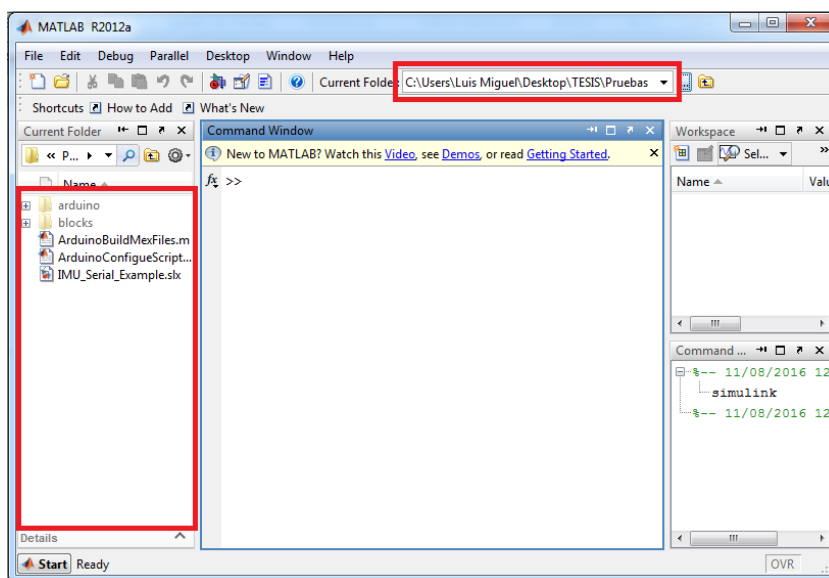 MATLAB R2012a
File Edit Debug Parallel Desktop Window Help
Current Folder: C:\Users\Luis Miguel\Desktop\TESIS\Pruebas
Shortcuts How to Add What's New
Current Folder
« P...
Name
arduino
blocks
ArduinoBuildMexFiles.m
ArduinoConfigueScript...
IMU_Serial_Example.slx
Details
Command Window
New to MATLAB? Watch this Video, see Demos, or read Getting Started.
fx >>
Workspace
Sel...
Name Valu
Command ...
%-- 11/08/2016 12
simulink
%-- 11/08/2016 12
Start Ready
OVR